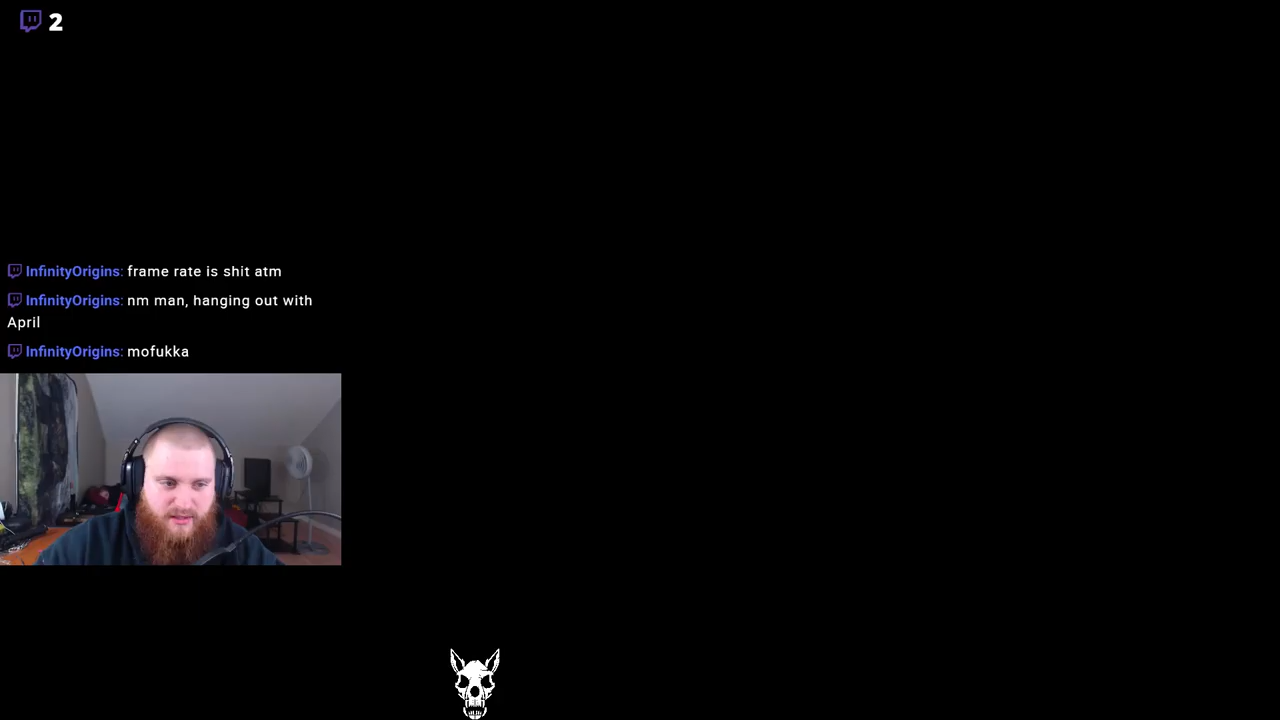 2
InfinityOrigins: frame rate is shit atm
InfinityOrigins: nm man, hanging out with
April
InfinityOrigins: mofukka